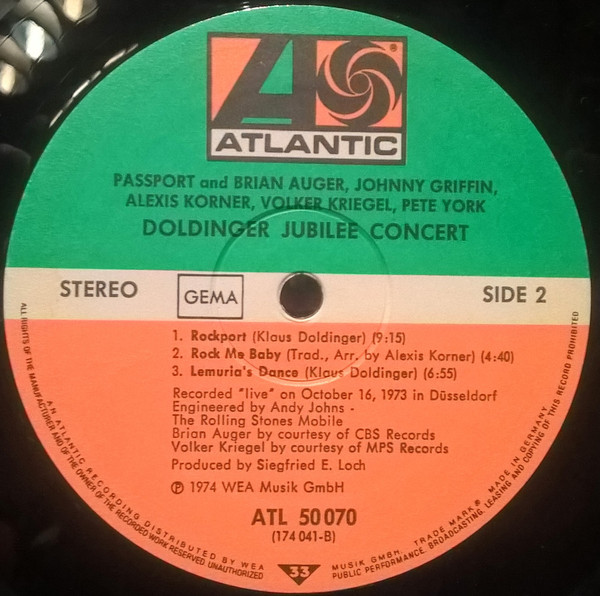 ®
ATLANTIC
PASSPORT and BRIAN AUGER, JOHNNY GRIFFIN,
ALEXIS KORNER, VOLKER KRIEGEL, PETE YORK
DOLDINGER JUBILEE CONCERT
STEREO
GEMA
SIDE 2
1. Rockport (Klaus Doldinger) (9:15)
2. Rock Me Baby (Trad., Arr. by Alexis Korner) (4:40)
3. Lemuria's Dance (Klaus Doldinger) (6:55)
Recorded "live" on October 16, 1973 in Düsseldorf
Engineered by Andy Johns -
The Rolling Stones Mobile
Brian Auger by courtesy of CBS Records
Volker Kriegel by courtesy of MPS Records
Produced by Siegfried E. Loch
℗ 1974 WEA Musik GmbH
ATL 50 070
(174 041-B)
33
AN ATLANTIC RECORDING DISTRIBUTED BY WEA MUSIK GMBH. TRADE MARK ® MADE IN GERMANY
ALL RIGHTS OF THE MANUFACTURER AND OF THE OWNER OF THE RECORDED WORK RESERVED. UNAUTHORIZED PUBLIC PERFORMANCE, BROADCASTING, LEASING AND COPYING OF THIS RECORD PROHIBITED